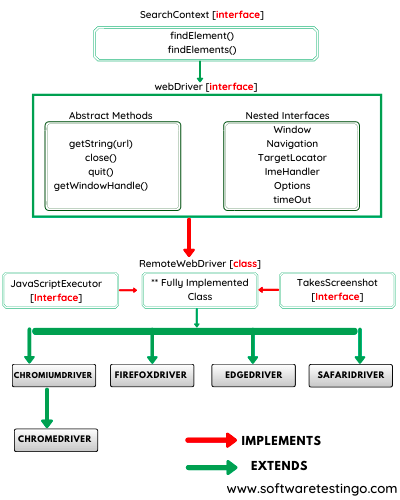 SearchContext [interface]
findElement()
findElements()
webDriver [interface]
Abstract Methods
getString(url)
close()
quit()
getWindowHandle()
Nested Interfaces
Window
Navigation
TargetLocator
ImeHandler
Options
timeOut
RemoteWebDriver [class]
JavaScriptExecutor
[Interface]
** Fully Implemented
Class
TakesScreenshot
[Interface]
CHROMIUMDRIVER
FIREFOXDRIVER
EDGEDRIVER
SAFARIDRIVER
CHROMEDRIVER
IMPLEMENTS
EXTENDS
www.softwaretestingo.com